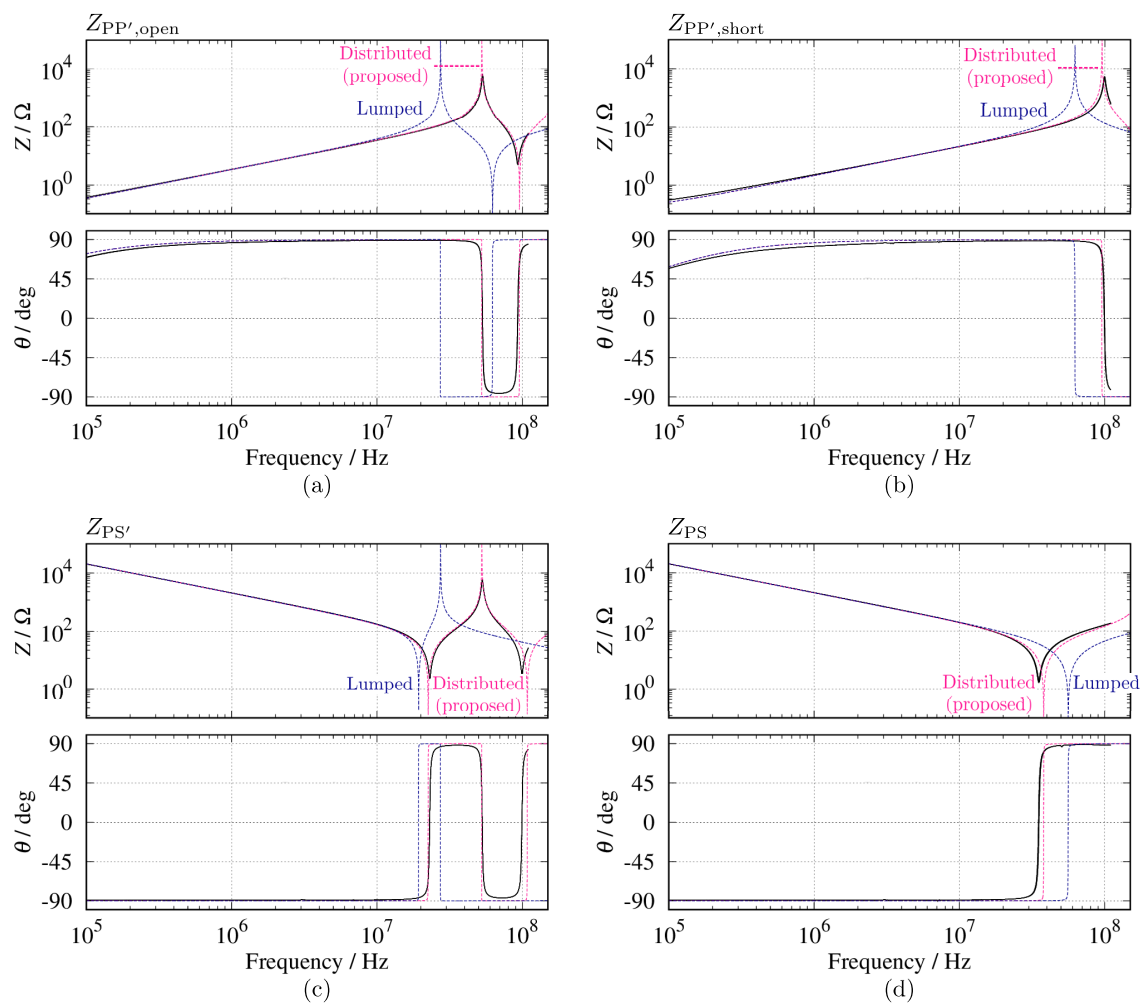 Z_PP′,open
Z / Ω
10^4
10^2
10^0
Distributed
(proposed)
Lumped
θ / deg
90
45
0
-45
-90
10^5 10^6 10^7 10^8
Frequency / Hz
(a)
Z_PP′,short
Z / Ω
10^4
10^2
10^0
Distributed
(proposed)
Lumped
θ / deg
90
45
0
-45
-90
10^5 10^6 10^7 10^8
Frequency / Hz
(b)
Z_PS′
Z / Ω
10^4
10^2
10^0
Lumped
Distributed
(proposed)
θ / deg
90
45
0
-45
-90
10^5 10^6 10^7 10^8
Frequency / Hz
(c)
Z_PS
Z / Ω
10^4
10^2
10^0
Distributed
(proposed)
Lumped
θ / deg
90
45
0
-45
-90
10^5 10^6 10^7 10^8
Frequency / Hz
(d)